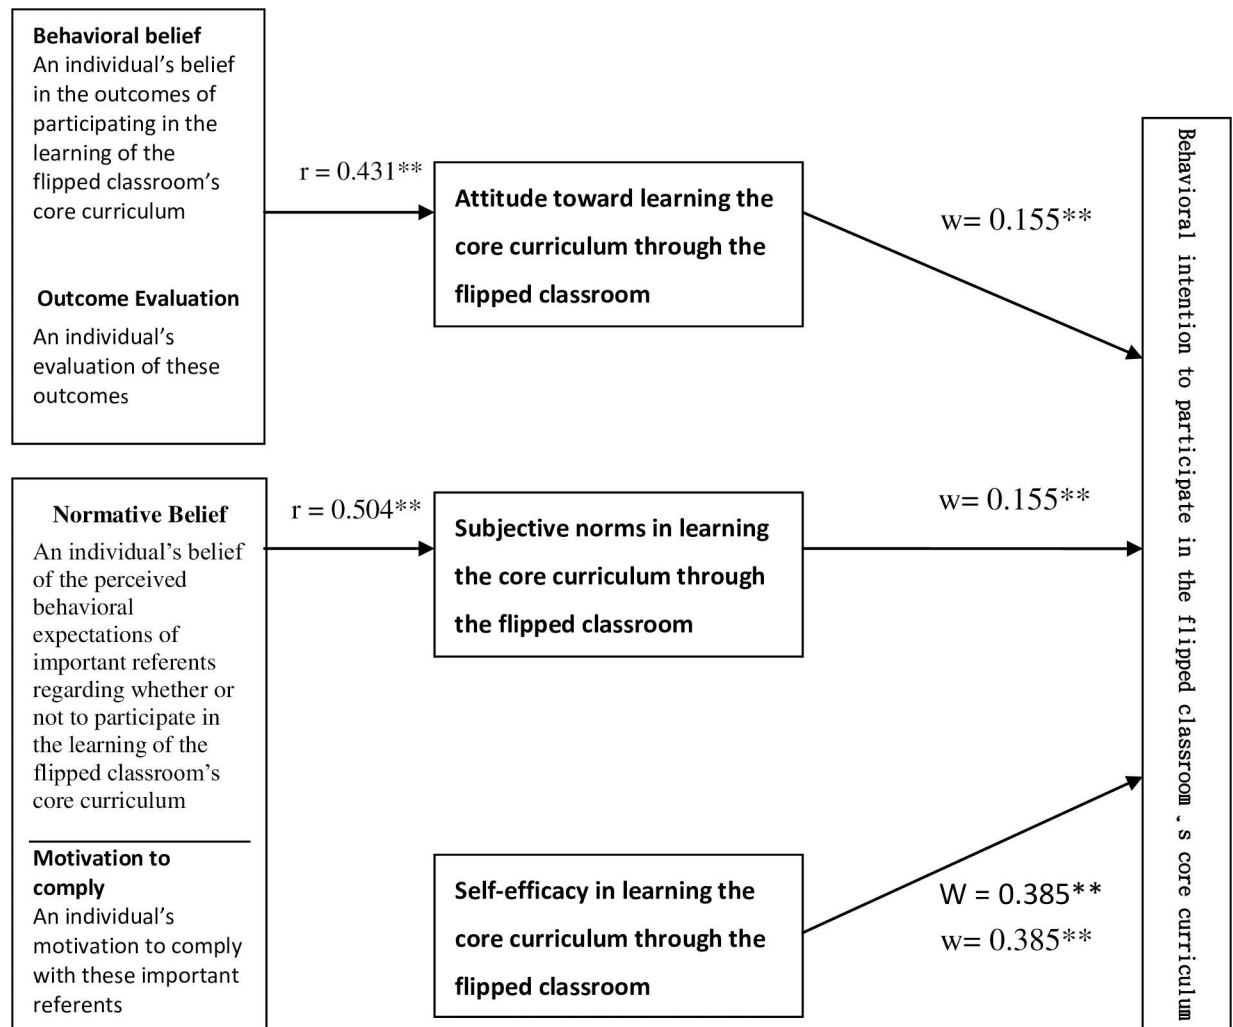 Behavioral belief
An individual’s belief
in the outcomes of
participating in the
learning of the
flipped classroom’s
core curriculum
Outcome Evaluation
An individual’s
evaluation of these
outcomes
r = 0.431**
Attitude toward learning the
core curriculum through the
flipped classroom
w= 0.155**
Normative Belief
An individual’s belief
of the perceived
behavioral
expectations of
important referents
regarding whether or
not to participate in
the learning of the
flipped classroom’s
core curriculum
Motivation to
comply
An individual’s
motivation to comply
with these important
referents
r = 0.504**
Subjective norms in learning
the core curriculum through
the flipped classroom
w= 0.155**
Self-efficacy in learning the
core curriculum through the
flipped classroom
W = 0.385**
w= 0.385**
Behavioral intention to participate in the flipped classroom、s core curriculum